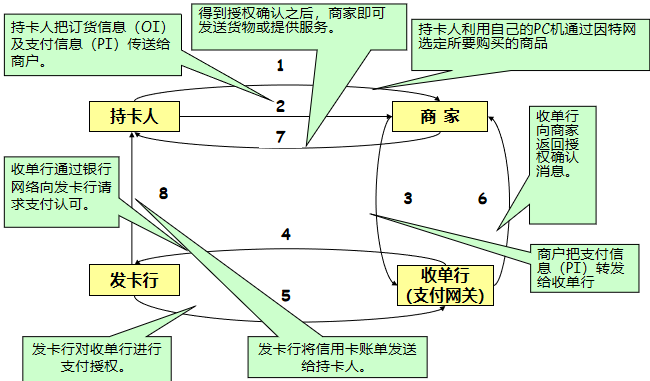 持卡人把订货信息（OI）
及支付信息（PI）传送给
商户。
得到授权确认之后，商家即可
发送货物或提供服务。
持卡人利用自己的PC机通过因特网
选定所要购买的商品
1
持卡人
2
商 家
7
收单行
向商家
返回授
权确认
消息。
收单行通过银行
网络向发卡行请
求支付认可。
8
3
6
4
商户把支付信
息（PI）转发
给收单行
发卡行
收单行
(支付网关)
5
发卡行对收单行进行
支付授权。
发卡行将信用卡账单发送
给持卡人。